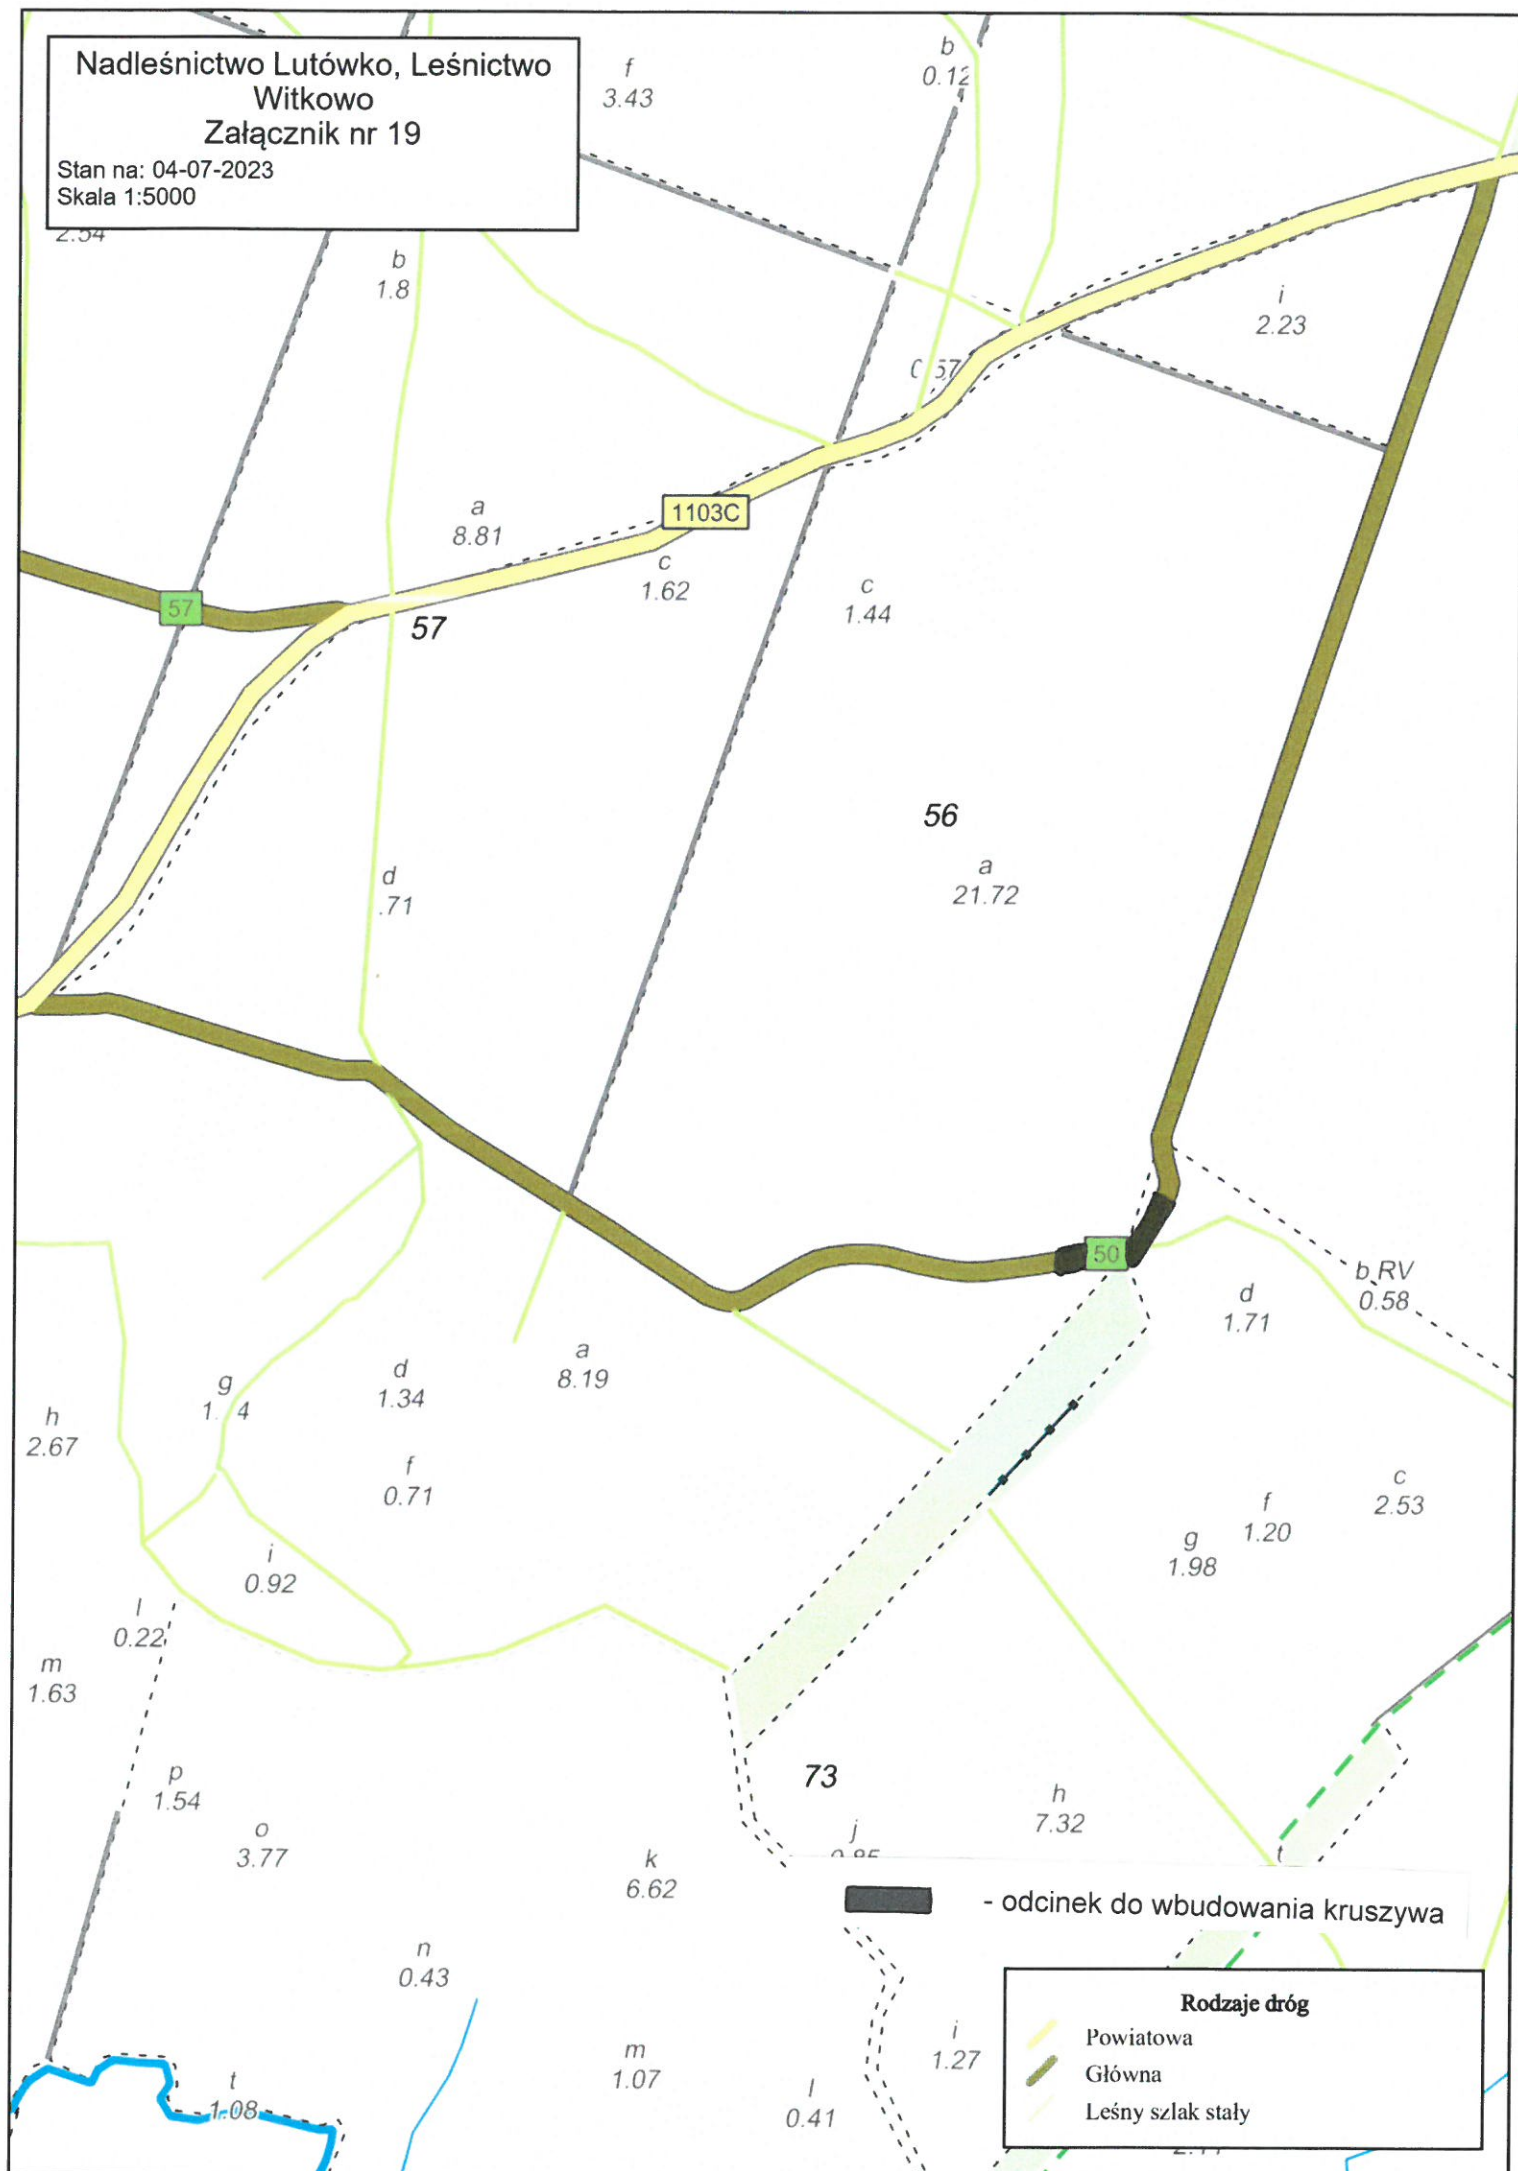 Nadleśnictwo Lutówko, Leśnictwo
Witkowo
Załącznik nr 19
Stan na: 04-07-2023
Skala 1:5000
f
3.43
b
0.12
b
1.8
i
2.23
a
8.81
1103C
c
1.62
c
1.44
57
57
56
a
21.72
d
.71
50
b RV
0.58
d
1.71
a
8.19
d
1.34
g
h
2.67
f
0.71
c
2.53
f
1.20
g
1.98
i
0.92
l
0.22
m
1.63
p
1.54
73
h
7.32
j
o
3.77
k
6.62
t
- odcinek do wbudowania kruszywa
n
0.43
i
1.27
m
1.07
l
0.41
t
1.08
Rodzaje dróg
Powiatowa
Główna
Leśny szlak stały